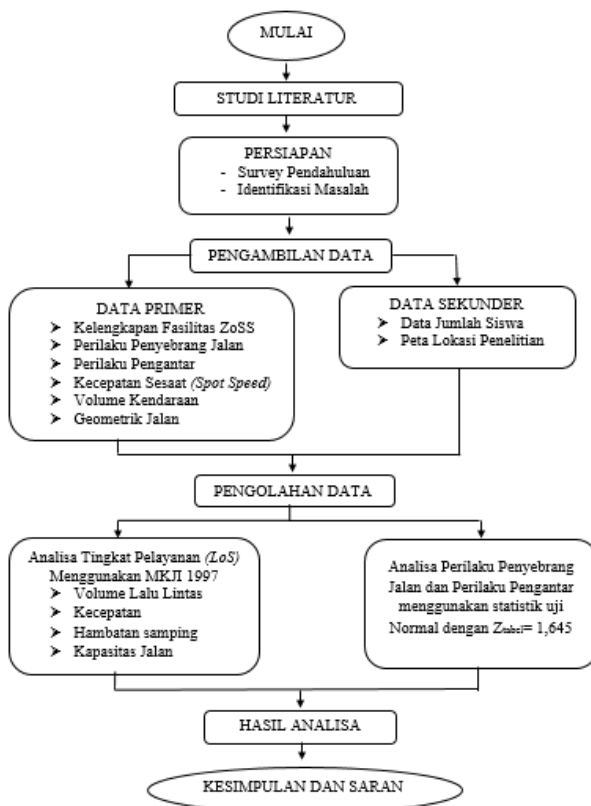 MULAI
STUDI LITERATUR
PERSIAPAN
- Survey Pendahuluan
- Identifikasi Masalah
PENGAMBILAN DATA
DATA PRIMER
➤ Kelengkapan Fasilitas ZoSS
➤ Perilaku Penyebrang Jalan
➤ Perilaku Pengantar
➤ Kecepatan Sesaat (Spot Speed)
➤ Volume Kendaraan
➤ Geometrik Jalan
DATA SEKUNDER
➤ Data Jumlah Siswa
➤ Peta Lokasi Penelitian
PENGOLAHAN DATA
Analisa Tingkat Pelayanan (LoS)
Menggunakan MKJI 1997
➤ Volume Lalu Lintas
➤ Kecepatan
➤ Hambatan samping
➤ Kapasitas Jalan
Analisa Perilaku Penyebrang
Jalan dan Perilaku Pengantar
menggunakan statistik uji
Normal dengan Ztabel= 1,645
HASIL ANALISA
KESIMPULAN DAN SARAN